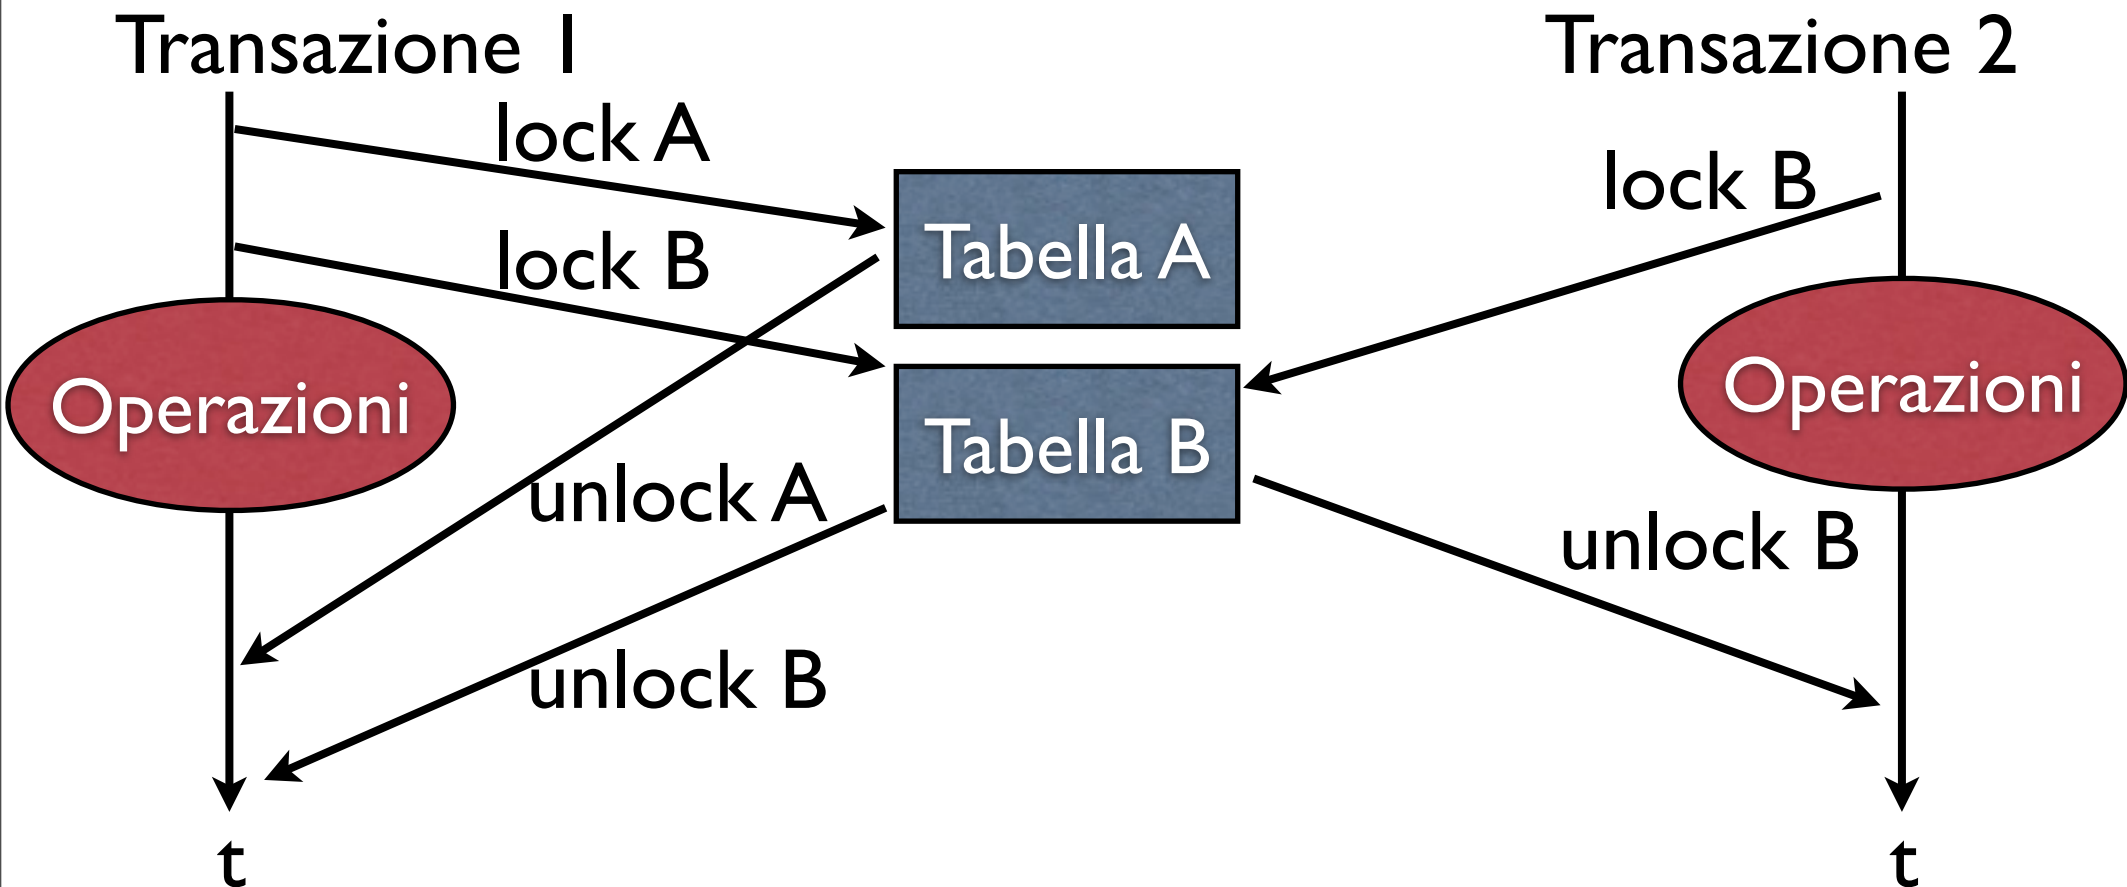 Transazione 1
Transazione 2
lock A
lock B
lock B
Tabella A
Tabella B
Operazioni
Operazioni
unlock A
unlock B
unlock B
t
t